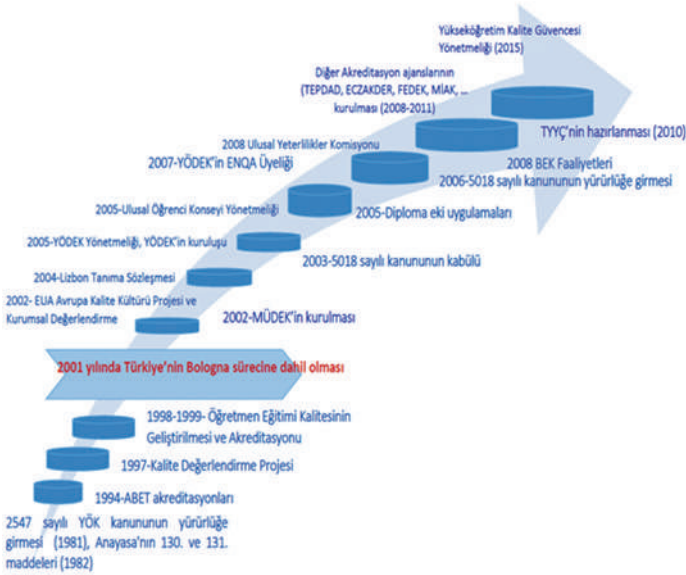 Yükseköğretim Kalite Güvencesi
Yönetmeliği (2015)
Diğer Akreditasyon ajanslarının
(TEPDAD, ECZAKDER, FEDEK, MİAK, ...
kurulması (2008-2011)
TYYÇ'nin hazırlanması (2010)
2008 Ulusal Yeterlilikler Komisyonu
2008 BEK Faaliyetleri
2007-YÖDEK'in ENQA Üyeliği
2006-5018 sayılı kanununun yürürlüğe girmesi
2005-Ulusal Öğrenci Konseyi Yönetmeliği
2005-Diploma eki uygulamaları
2005-YÖDEK Yönetmeliği, YÖDEK'in kuruluşu
2003-5018 sayılı kanununun kabülü
2004-Lizbon Tanıma Sözleşmesi
2002- EUA Avrupa Kalite Kültürü Projesi ve
Kurumsal Değerlendirme
2002-MÜDEK'in kurulması
2001 yılında Türkiye'nin Bologna sürecine dahil olması
1998-1999- Öğretmen Eğitimi Kalitesinin
Geliştirilmesi ve Akreditasyonu
1997-Kalite Değerlendirme Projesi
1994-ABET akreditasyonları
2547 sayılı YÖK kanununun yürürlüğe
girmesi (1981), Anayasa'nın 130. ve 131.
maddeleri (1982)